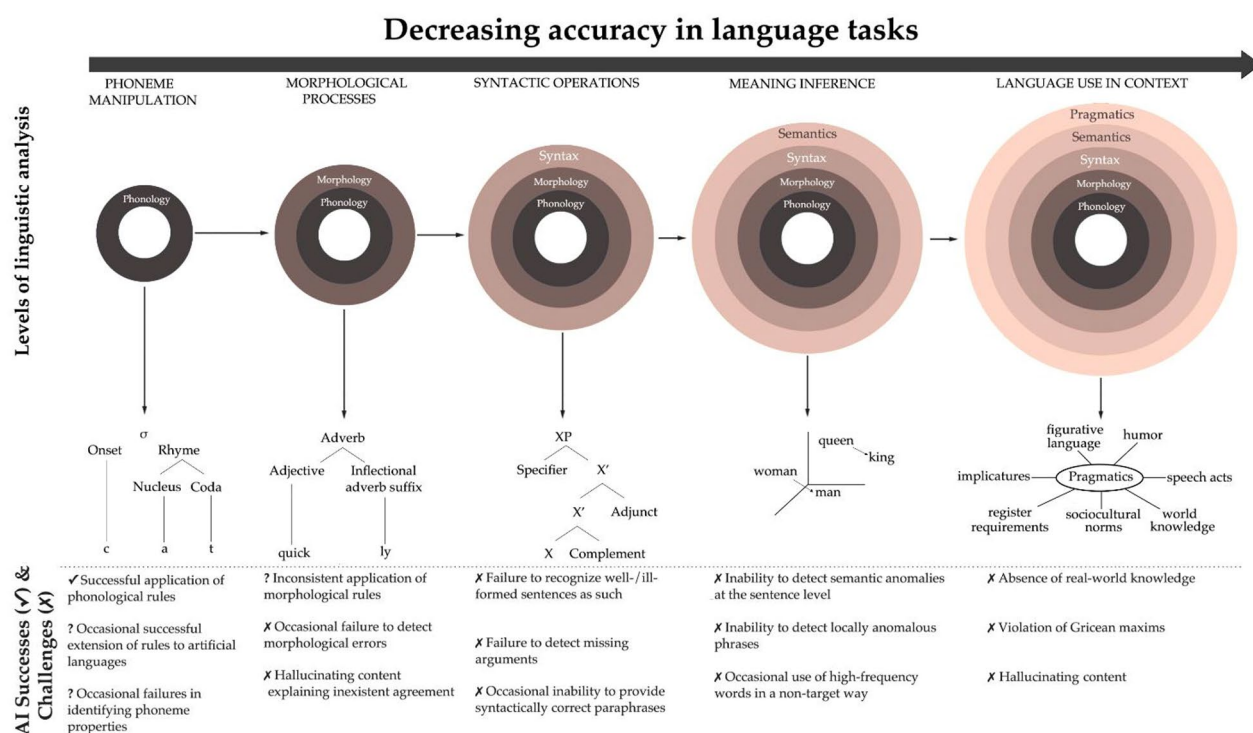 Decreasing accuracy in language tasks
PHONEME
MANIPULATION
MORPHOLOGICAL
PROCESSES
SYNTACTIC OPERATIONS
MEANING INFERENCE
LANGUAGE USE IN CONTEXT
Levels of linguistic analysis
Phonology
Morphology
Phonology
Syntax
Morphology
Phonology
Semantics
Syntax
Morphology
Phonology
Pragmatics
Semantics
Syntax
Morphology
Phonology
σ
Onset
Rhyme
Nucleus
Coda
c
a
t
Adverb
Adjective
Inflectional
adverb suffix
quick
ly
XP
Specifier
X'
X'
Adjunct
X
Complement
queen
king
woman
man
figurative
language
humor
implicatures
Pragmatics
speech acts
register
requirements
sociocultural
norms
world
knowledge
AI Successes (✓) &
Challenges (✗)
✓ Successful application of
phonological rules
? Occasional successful
extension of rules to artificial
languages
? Occasional failures in
identifying phoneme
properties
? Inconsistent application of
morphological rules
✗ Occasional failure to detect
morphological errors
✗ Hallucinating content
explaining inexistent agreement
✗ Failure to recognize well-/ill-
formed sentences as such
✗ Failure to detect missing
arguments
✗ Occasional inability to provide
syntactically correct paraphrases
✗ Inability to detect semantic anomalies
at the sentence level
✗ Inability to detect locally anomalous
phrases
✗ Occasional use of high-frequency
words in a non-target way
✗ Absence of real-world knowledge
✗ Violation of Gricean maxims
✗ Hallucinating content